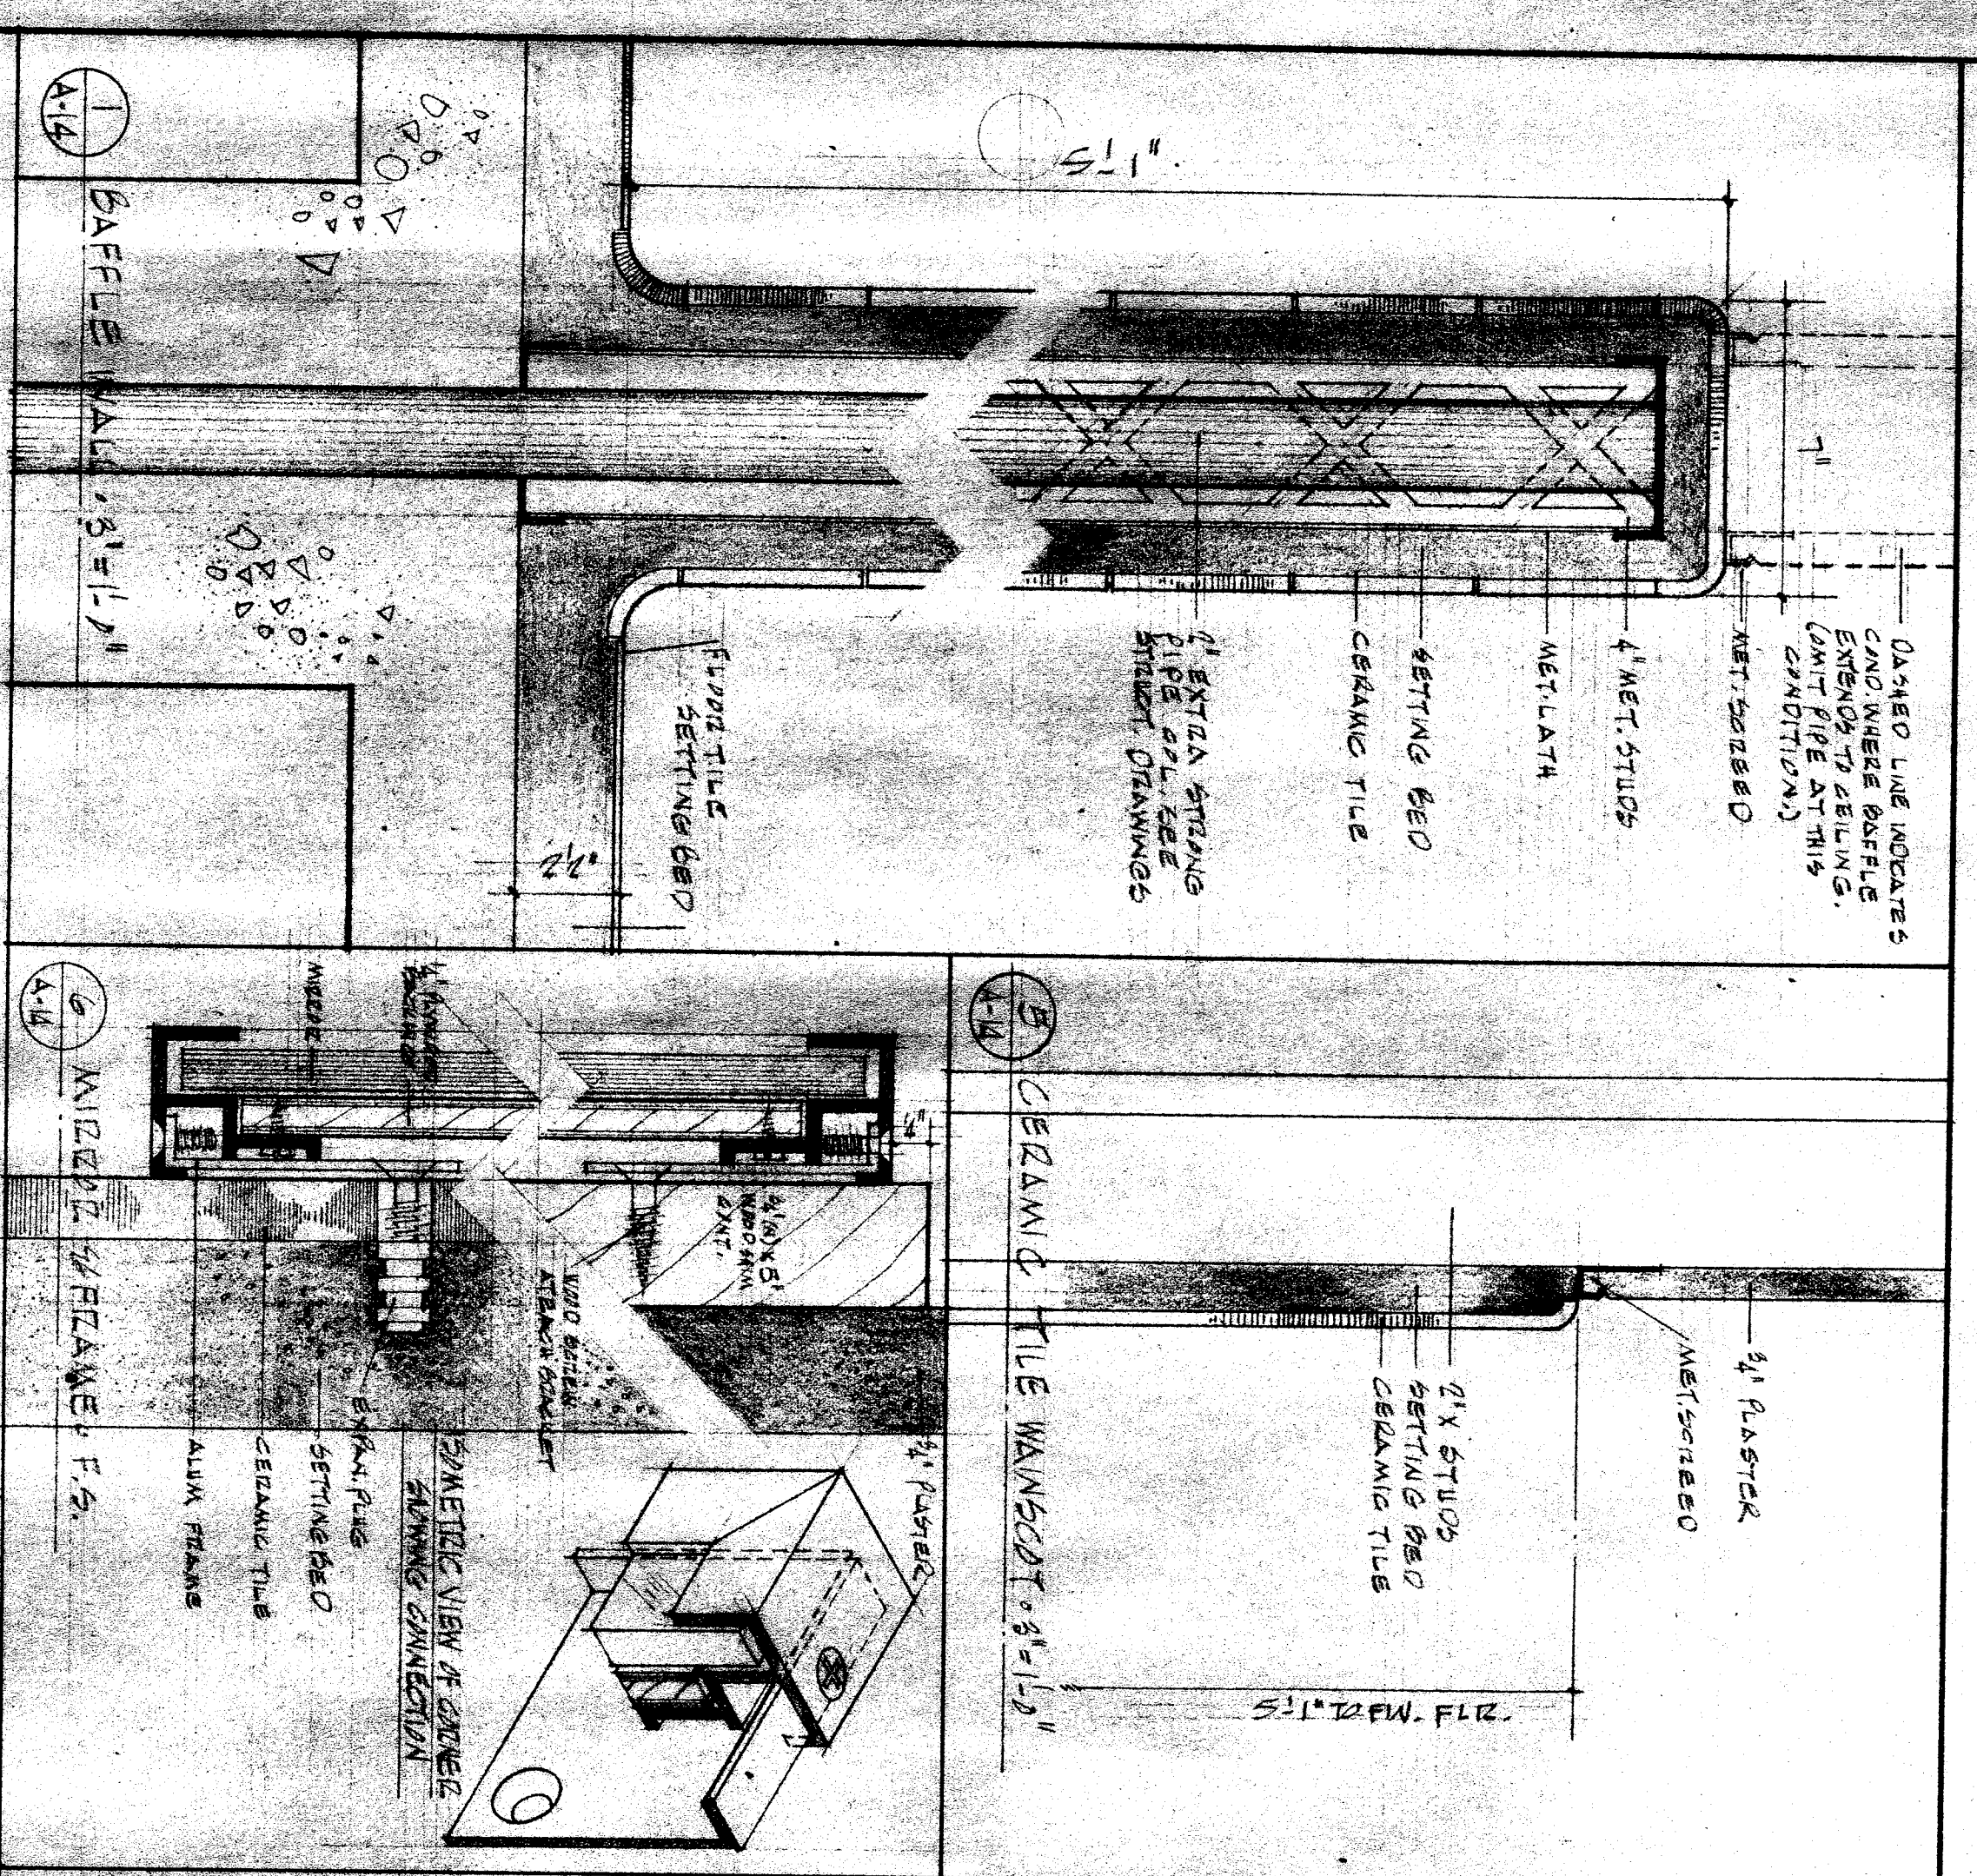 DASHED LINE INDICATES
COND. WHERE BAFFLE
EXTENDS TO CEILING.
(OMIT PIPE AT THIS
CONDITION.)
7"
MET. SCREED
4" MET. STUDS
MET. LATH
SETTING BED
CERAMIC TILE
2" EXTRA STRONG
PIPE COL. SEE
STRUCT. DRAWINGS
5'-1"
FLOOR TILE
SETTING BED
2½"
1
A-14
BAFFLE WALL · 3"=1'-0"
¾" PLASTER
MET. SCREED
2" X STUDS
SETTING BED
CERAMIC TILE
5'-1" TO FIN. FLR.
5
A-14
CERAMIC TILE WAINSCOT · 3"=1'-0"
¾" PLASTER
¼"
WOOD SCREW
ATTACH BRACKET
ISOMETRIC VIEW OF CORNER
SHOWING CONNECTION
MIRROR
EXPAN. PLUG
SETTING BED
CERAMIC TILE
ALUM FRAME
6
A-14
MIRROR & FRAME · F.S.